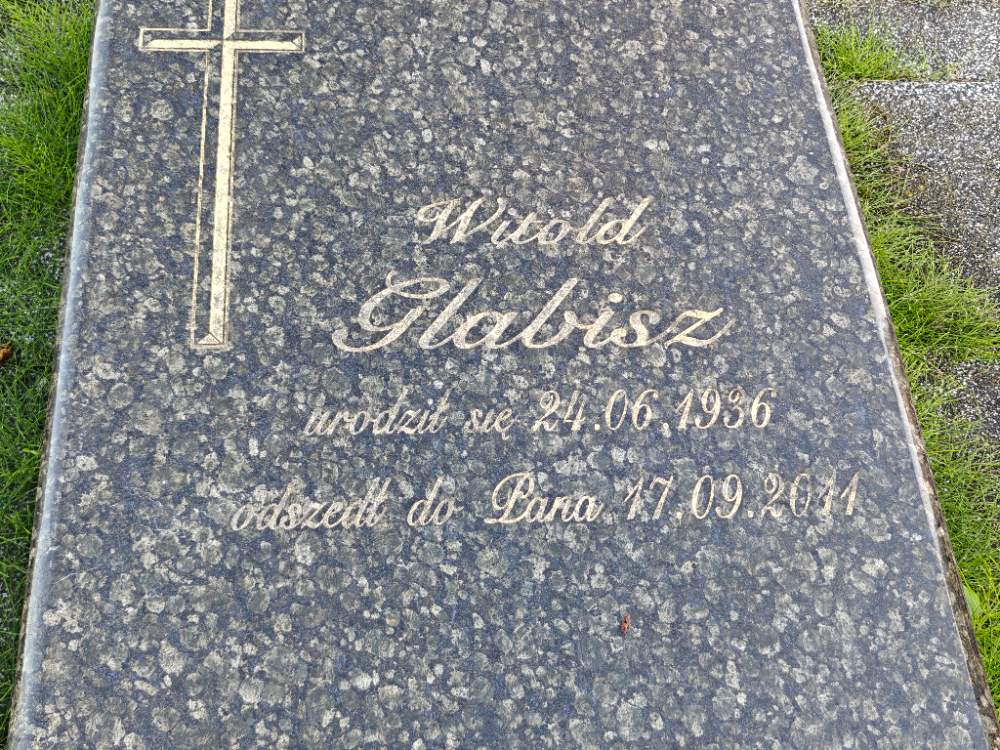 Witold
Glabisz
urodził się 24.06.1936
odszedł do Pana 17.09.2011